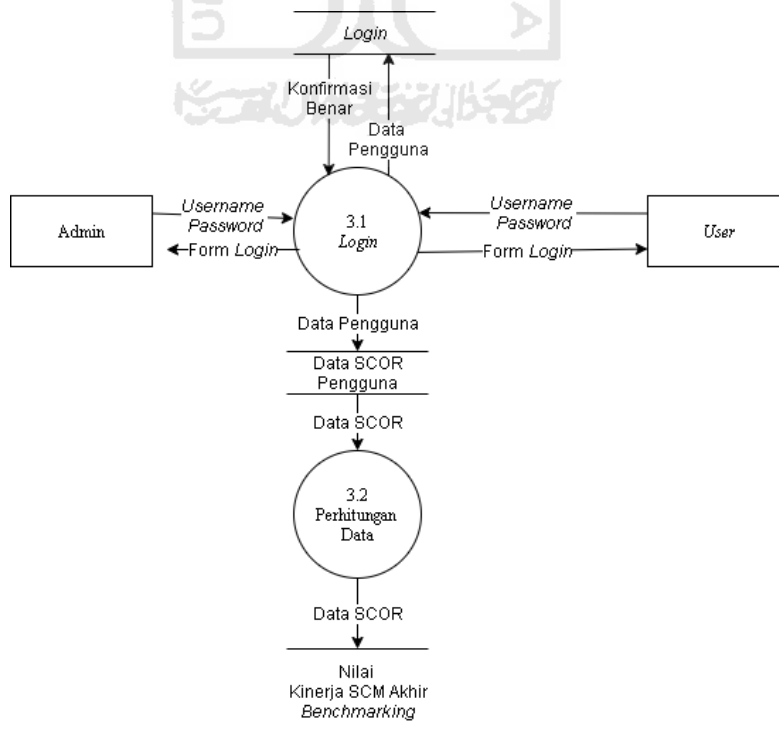 Login
Konfirmasi
Benar
Data
Pengguna
Username
Password
Username
Password
Admin
3.1
Login
User
Form Login
Form Login
Data Pengguna
Data SCOR
Pengguna
Data SCOR
3.2
Perhitungan
Data
Data SCOR
Nilai
Kinerja SCM Akhir
Benchmarking